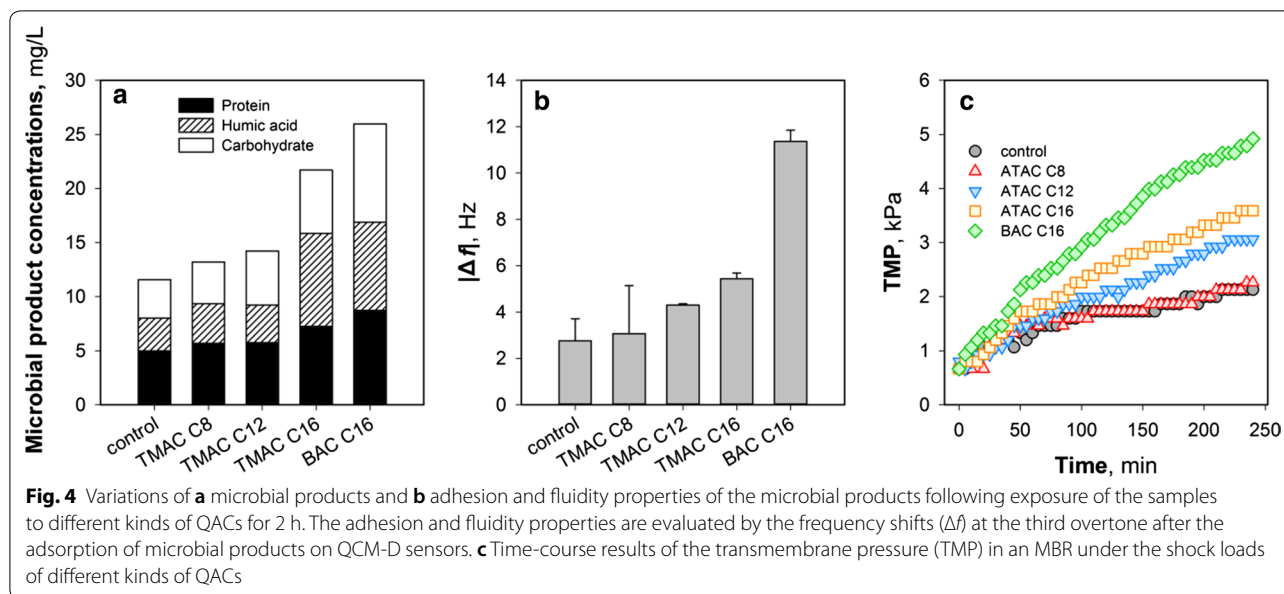 Microbial product concentrations, mg/L
30
25
20
15
10
5
0
a
Protein
Humic acid
Carbohydrate
control
TMAC C8
TMAC C12
TMAC C16
BAC C16
|Δf|, Hz
14
12
10
8
6
4
2
0
b
control
TMAC C8
TMAC C12
TMAC C16
BAC C16
TMP, kPa
6
5
4
3
2
1
0
c
control
ATAC C8
ATAC C12
ATAC C16
BAC C16
0
50
100
150
200
250
Time, min
Fig. 4 Variations of a microbial products and b adhesion and fluidity properties of the microbial products following exposure of the samples
to different kinds of QACs for 2 h. The adhesion and fluidity properties are evaluated by the frequency shifts (Δf) at the third overtone after the
adsorption of microbial products on QCM-D sensors. c Time-course results of the transmembrane pressure (TMP) in an MBR under the shock loads
of different kinds of QACs